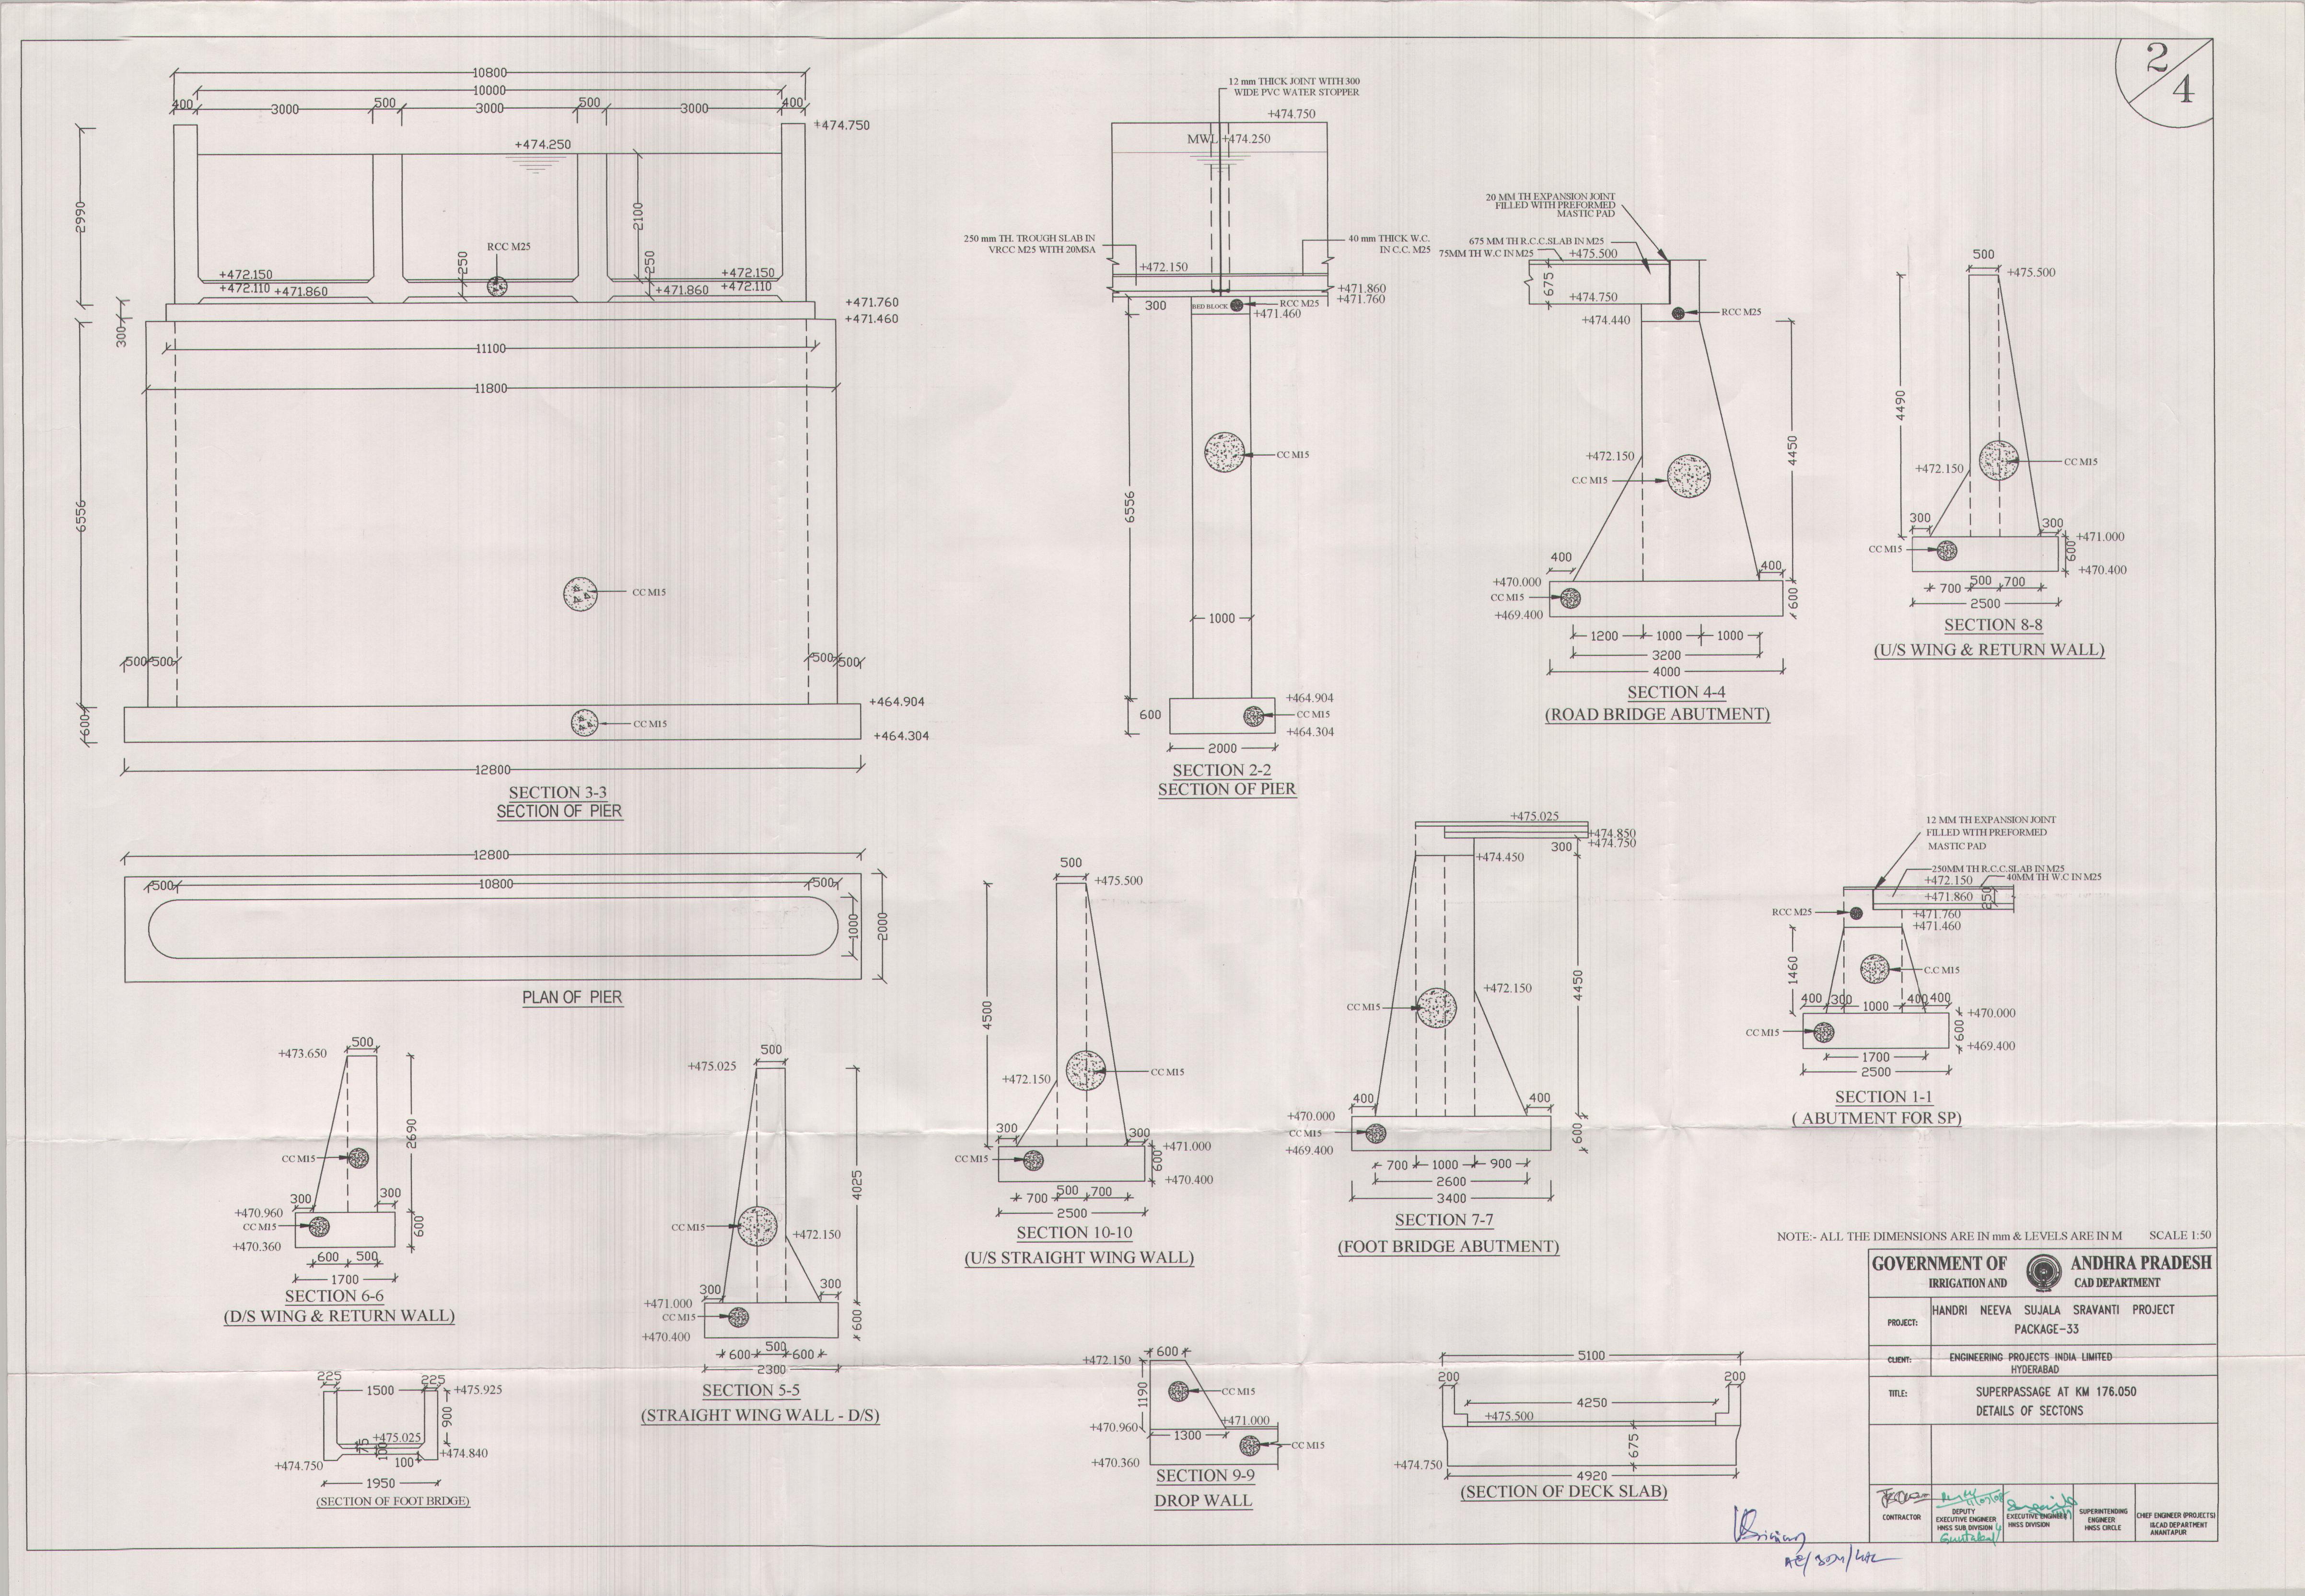 2/4
10800
10000
400 3000 500 3000 500 3000 400
+474.750
+474.250
2990
2100
RCC M25
250
250
+472.150
+472.110 +471.860
+472.150
+471.860 +472.110
+471.760
+471.460
300
11100
11800
6556
CC M15
500 500
500 500
+464.904
600
CC M15
+464.304
12800
SECTION 3-3
SECTION OF PIER
12800
500 10800 500
1000
2000
PLAN OF PIER
12 mm THICK JOINT WITH 300
WIDE PVC WATER STOPPER
+474.750
MWL +474.250
250 mm TH. TROUGH SLAB IN
VRCC M25 WITH 20MSA
40 mm THICK W.C.
IN C.C. M25
+472.150
+471.860
+471.760
300
BED BLOCK
RCC M25
+471.460
CC M15
6556
1000
+464.904
600
CC M15
+464.304
2000
SECTION 2-2
SECTION OF PIER
20 MM TH EXPANSION JOINT
FILLED WITH PREFORMED
MASTIC PAD
675 MM TH R.C.C.SLAB IN M25
75MM TH W.C IN M25
+475.500
675
+474.750
RCC M25
+474.440
4450
+472.150
C.C M15
400
400
+470.000
CC M15
600
+469.400
1200 1000 1000
3200
4000
SECTION 4-4
(ROAD BRIDGE ABUTMENT)
500
+475.500
4490
+472.150
CC M15
300
300
+471.000
CC M15
600
+470.400
700 500 700
2500
SECTION 8-8
(U/S WING & RETURN WALL)
+473.650
500
2690
CC M15
300
300
+470.960
CC M15
600
+470.360
600 500
1700
SECTION 6-6
(D/S WING & RETURN WALL)
500
+475.025
4025
CC M15
+472.150
300
300
+471.000
CC M15
600
+470.400
600 500 600
2300
SECTION 5-5
(STRAIGHT WING WALL - D/S)
500
+475.500
4500
+472.150
CC M15
300
300
+471.000
CC M15
600
+470.400
700 500 700
2500
SECTION 10-10
(U/S STRAIGHT WING WALL)
+475.025
+474.850
+474.750
300
+474.450
4450
+472.150
CC M15
400
400
+470.000
CC M15
600
+469.400
700 1000 900
2600
3400
SECTION 7-7
(FOOT BRIDGE ABUTMENT)
12 MM TH EXPANSION JOINT
FILLED WITH PREFORMED
MASTIC PAD
250MM TH R.C.C.SLAB IN M25
+472.150
40MM TH W.C IN M25
+471.860
250
RCC M25
+471.760
+471.460
1460
C.C M15
400 300 1000 400 400
+470.000
CC M15
600
+469.400
1700
2500
SECTION 1-1
( ABUTMENT FOR SP)
225 1500 225
+475.925
900
+475.025
75
100
100
+474.840
+474.750
1950
(SECTION OF FOOT BRDGE)
600
+472.150
1190
CC M15
+471.000
+470.960
1300
CC M15
+470.360
SECTION 9-9
DROP WALL
5100
200
200
4250
+475.500
675
+474.750
4920
(SECTION OF DECK SLAB)
NOTE:- ALL THE DIMENSIONS ARE IN mm & LEVELS ARE IN M SCALE 1:50
GOVERNMENT OF ANDHRA PRADESH
IRRIGATION AND CAD DEPARTMENT
PROJECT:
HANDRI NEEVA SUJALA SRAVANTI PROJECT
PACKAGE-33
CLIENT:
ENGINEERING PROJECTS INDIA LIMITED
HYDERABAD
TITLE:
SUPERPASSAGE AT KM 176.050
DETAILS OF SECTONS
CONTRACTOR
DEPUTY
EXECUTIVE ENGINEER
HNSS SUB DIVISION
EXECUTIVE ENGINEER
HNSS DIVISION
SUPERINTENDING
ENGINEER
HNSS CIRCLE
CHIEF ENGINEER (PROJECTS)
I&CAD DEPARTMENT
ANANTAPUR